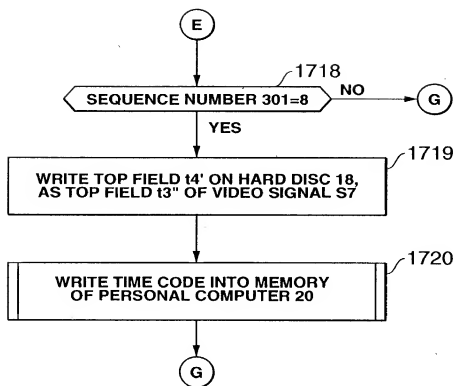 E
1718
SEQUENCE NUMBER 301=8
NO
G
YES
1719
WRITE TOP FIELD t4' ON HARD DISC 18,
AS TOP FIELD t3" OF VIDEO SIGNAL S7
1720
WRITE TIME CODE INTO MEMORY
OF PERSONAL COMPUTER 20
G